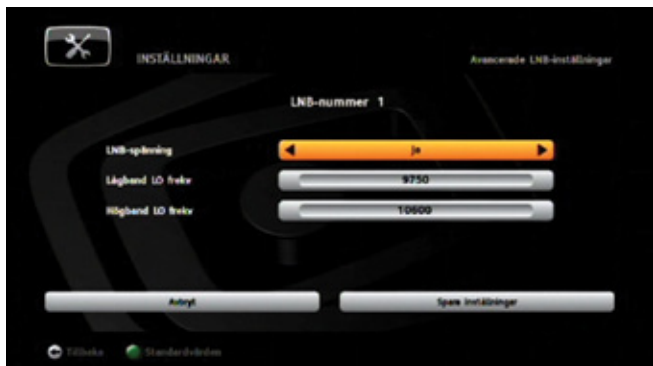 INSTÄLLNINGAR
Avancerade LNB-inställningar
LNB-nummer 1
LNB-spänning
Ja
Lågband LO frekv
9750
Högband LO frekv
10600
Avbryt
Spara inställningar
Tillbaka
Standardvärden